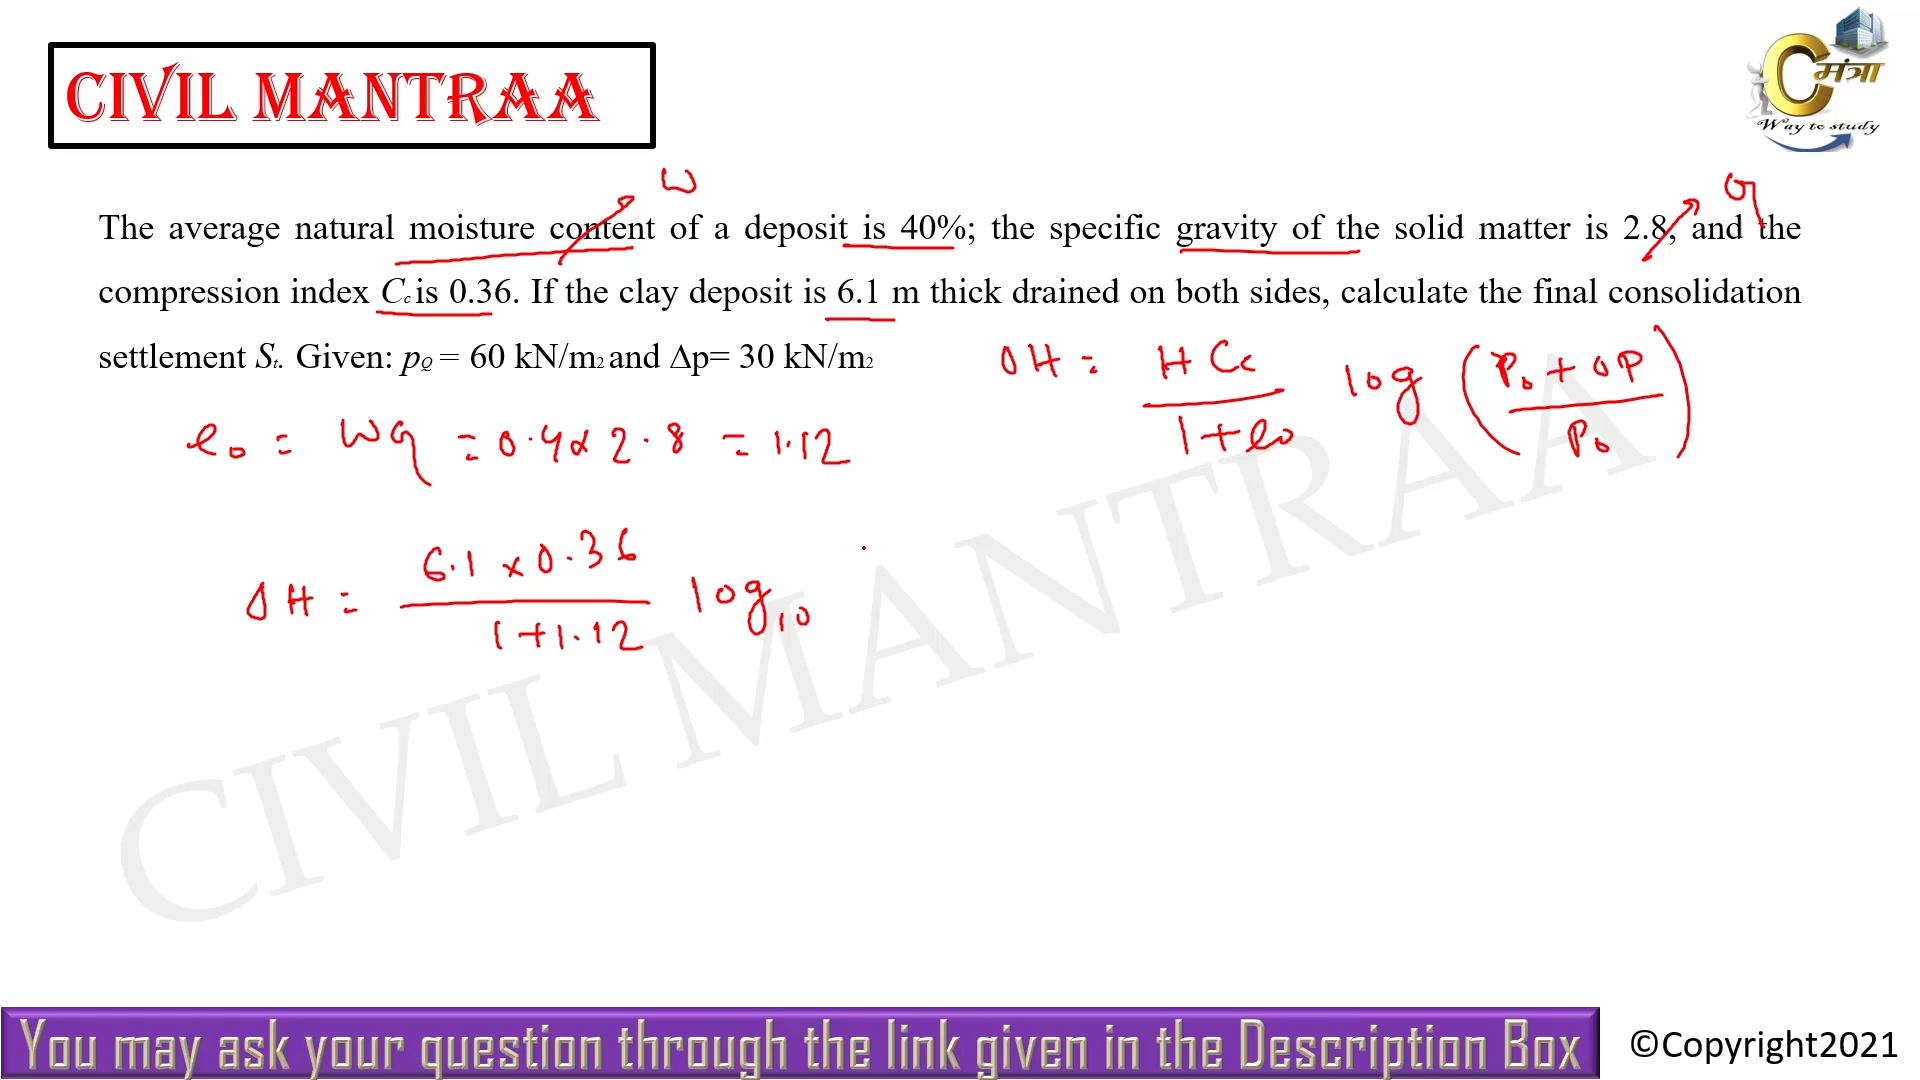 CIVIL MANTRAA
मंत्रा
Way to study
W
G
The average natural moisture content of a deposit is 40%; the specific gravity of the solid matter is 2.8, and the
compression index Cc is 0.36. If the clay deposit is 6.1 m thick drained on both sides, calculate the final consolidation
settlement St. Given: pQ = 60 kN/m2 and Δp= 30 kN/m2
ΔH = H Cc / 1+e0 log (P0 + ΔP / P0)
e0 = WG = 0.4 x 2.8 = 1.12
ΔH = 6.1 x 0.36 / 1+1.12 log10
CIVIL MANTRAA
You may ask your question through the link given in the Description Box
©Copyright2021